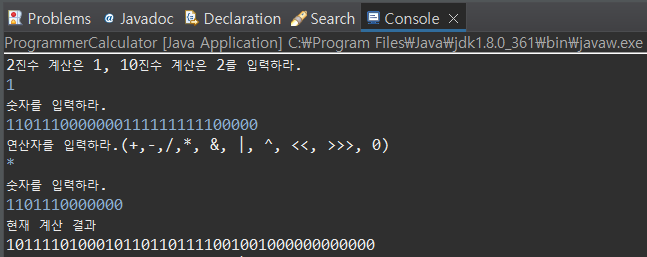 Problems @ Javadoc Declaration Search Console
ProgrammerCalculator [Java Application] C:₩Program Files₩Java₩jdk1.8.0_361₩bin₩javaw.exe
2진수 계산은 1, 10진수 계산은 2를 입력하라.
1
숫자를 입력하라.
1101110000000111111111100000
연산자를 입력하라.(+,-,/,*, &, |, ^, <<, >>>, 0)
*
숫자를 입력하라.
1101110000000
현재 계산 결과
1011110100010110110111100100100000000000